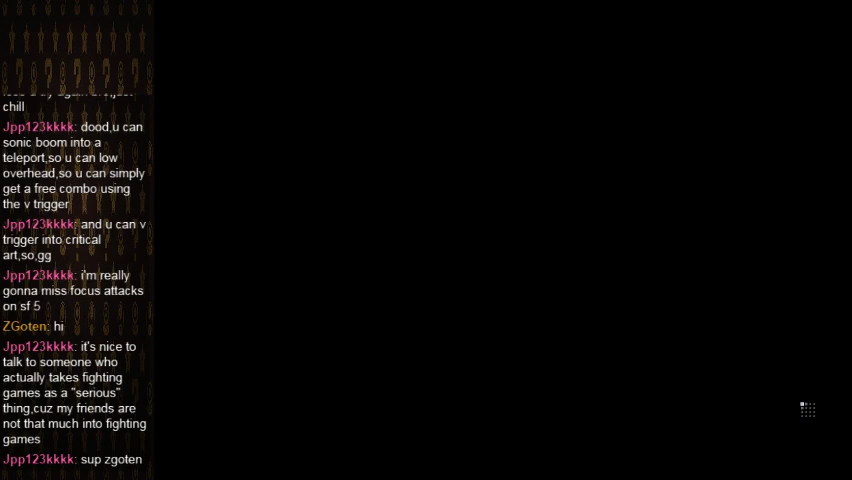 chill
Jpp123kkkk: dood,u can
sonic boom into a
teleport,so u can low
overhead,so u can simply
get a free combo using
the v trigger
Jpp123kkkk: and u can v
trigger into critical
art,so,gg
Jpp123kkkk: i'm really
gonna miss focus attacks
on sf 5
ZGoten: hi
Jpp123kkkk: it's nice to
talk to someone who
actually takes fighting
games as a "serious"
thing,cuz my friends are
not that much into fighting
games
Jpp123kkkk: sup zgoten